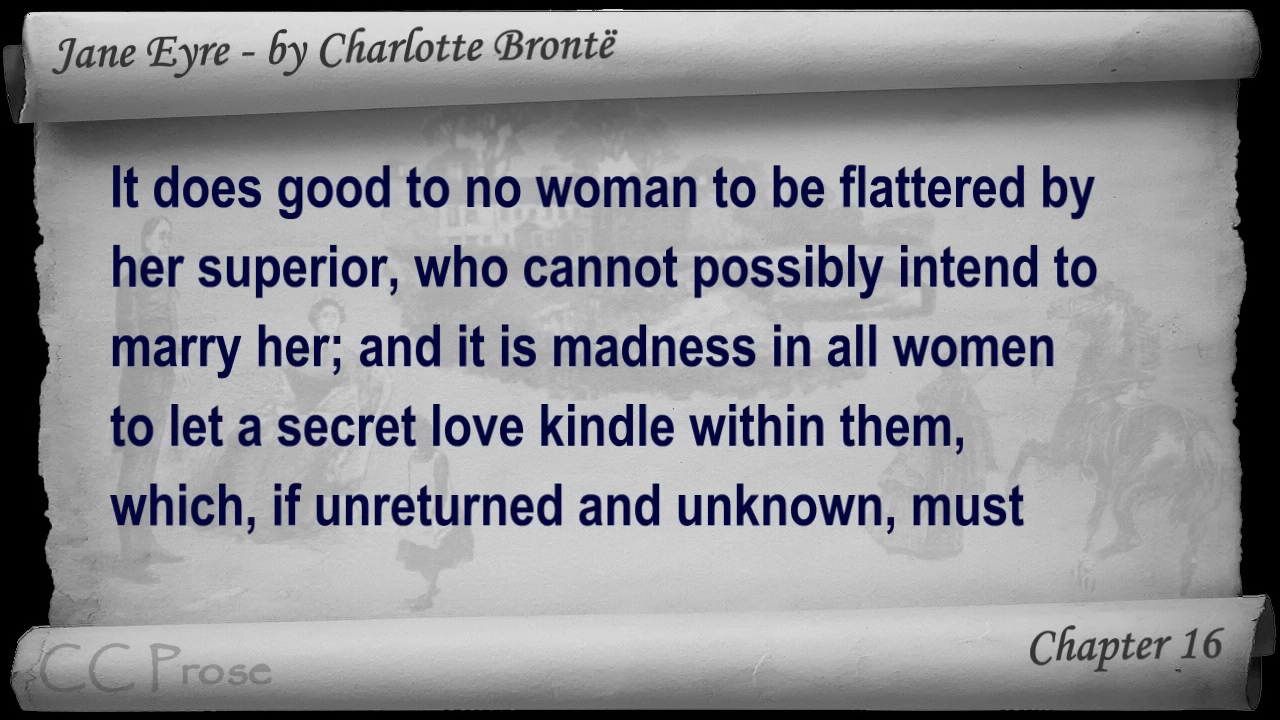 Jane Eyre - by Charlotte Brontë
It does good to no woman to be flattered by
her superior, who cannot possibly intend to
marry her; and it is madness in all women
to let a secret love kindle within them,
which, if unreturned and unknown, must
Chapter 16
CC Prose